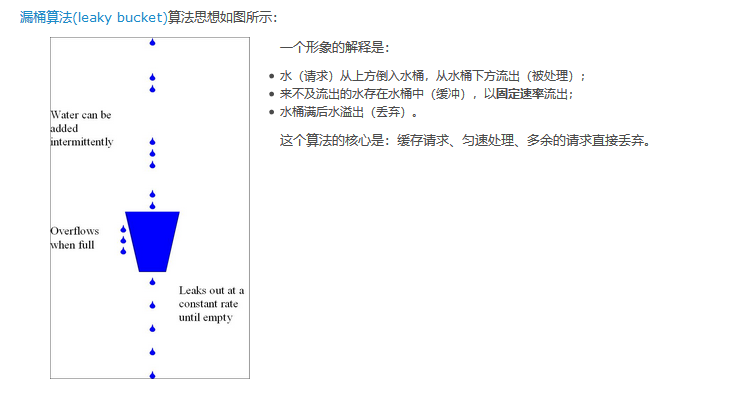 漏桶算法(leaky bucket)算法思想如图所示：
一个形象的解释是：
水（请求）从上方倒入水桶，从水桶下方流出（被处理）；
来不及流出的水存在水桶中（缓冲），以固定速率流出；
水桶满后水溢出（丢弃）。
这个算法的核心是：缓存请求、匀速处理、多余的请求直接丢弃。
Water can be
added
intermittently
Overflows
when full
Leaks out at a
constant rate
until empty